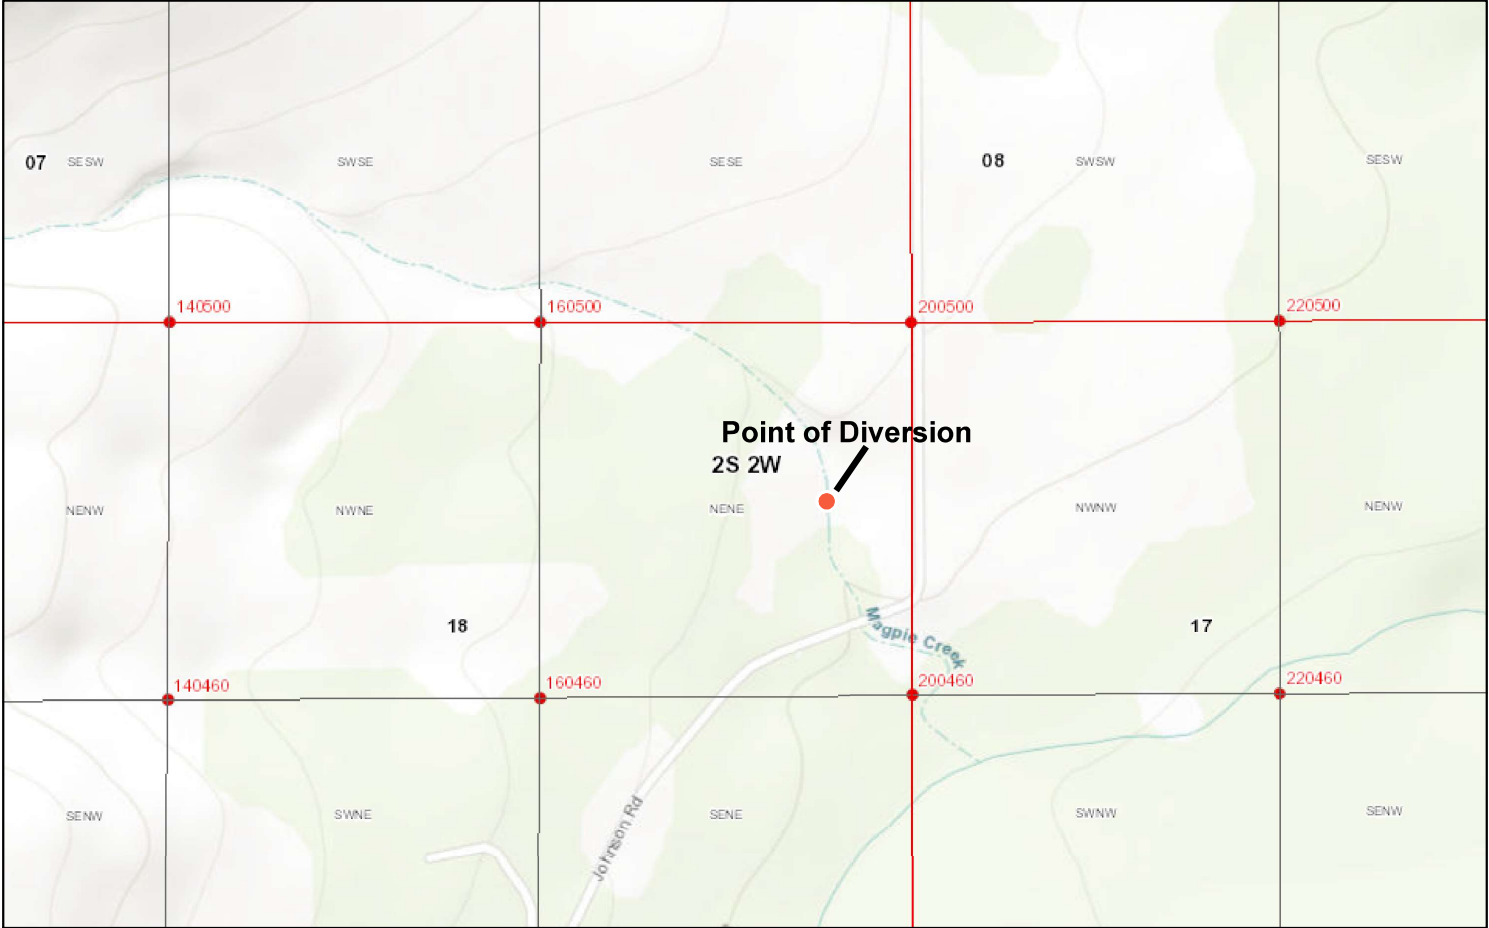 07 SESW
SWSE
SESE
08 SWSW
SESW
140500
160500
200500
220500
Point of Diversion
2S 2W
NENW
NWNE
NENE
NWNW
NENW
18
Magpie Creek
17
140460
160460
200460
220460
SENW
SWNE
Johnson Rd
SENE
SWNW
SENW